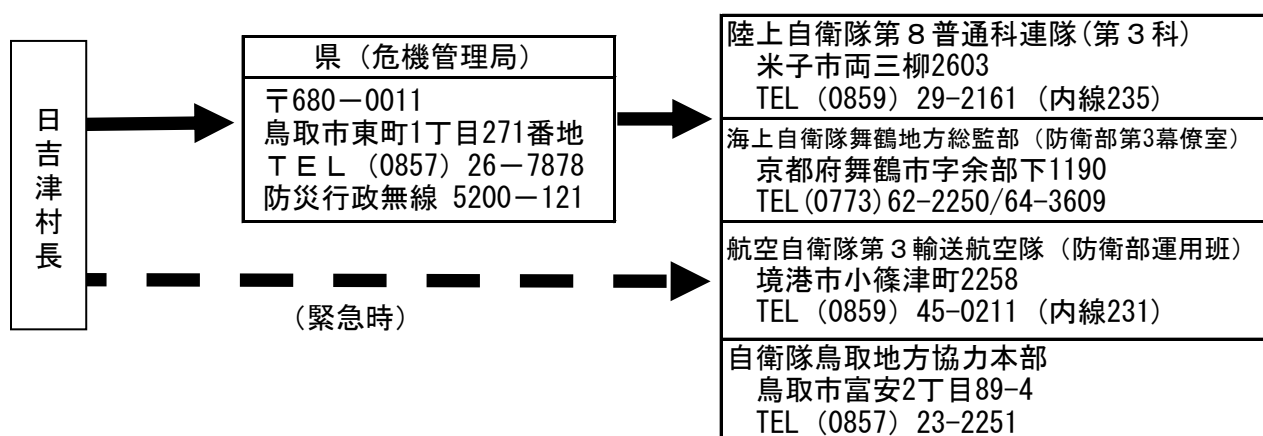 日吉津村長
県（危機管理局）
〒680－0011
鳥取市東町1丁目271番地
ＴＥＬ（0857）26－7878
防災行政無線 5200－121
（緊急時）
陸上自衛隊第８普通科連隊(第３科)
米子市両三柳2603
TEL（0859）29-2161（内線235）
海上自衛隊舞鶴地方総監部（防衛部第3幕僚室）
京都府舞鶴市字余部下1190
TEL(0773)62-2250/64-3609
航空自衛隊第３輸送航空隊（防衛部運用班）
境港市小篠津町2258
TEL（0859）45-0211（内線231）
自衛隊鳥取地方協力本部
鳥取市富安2丁目89-4
TEL（0857）23-2251